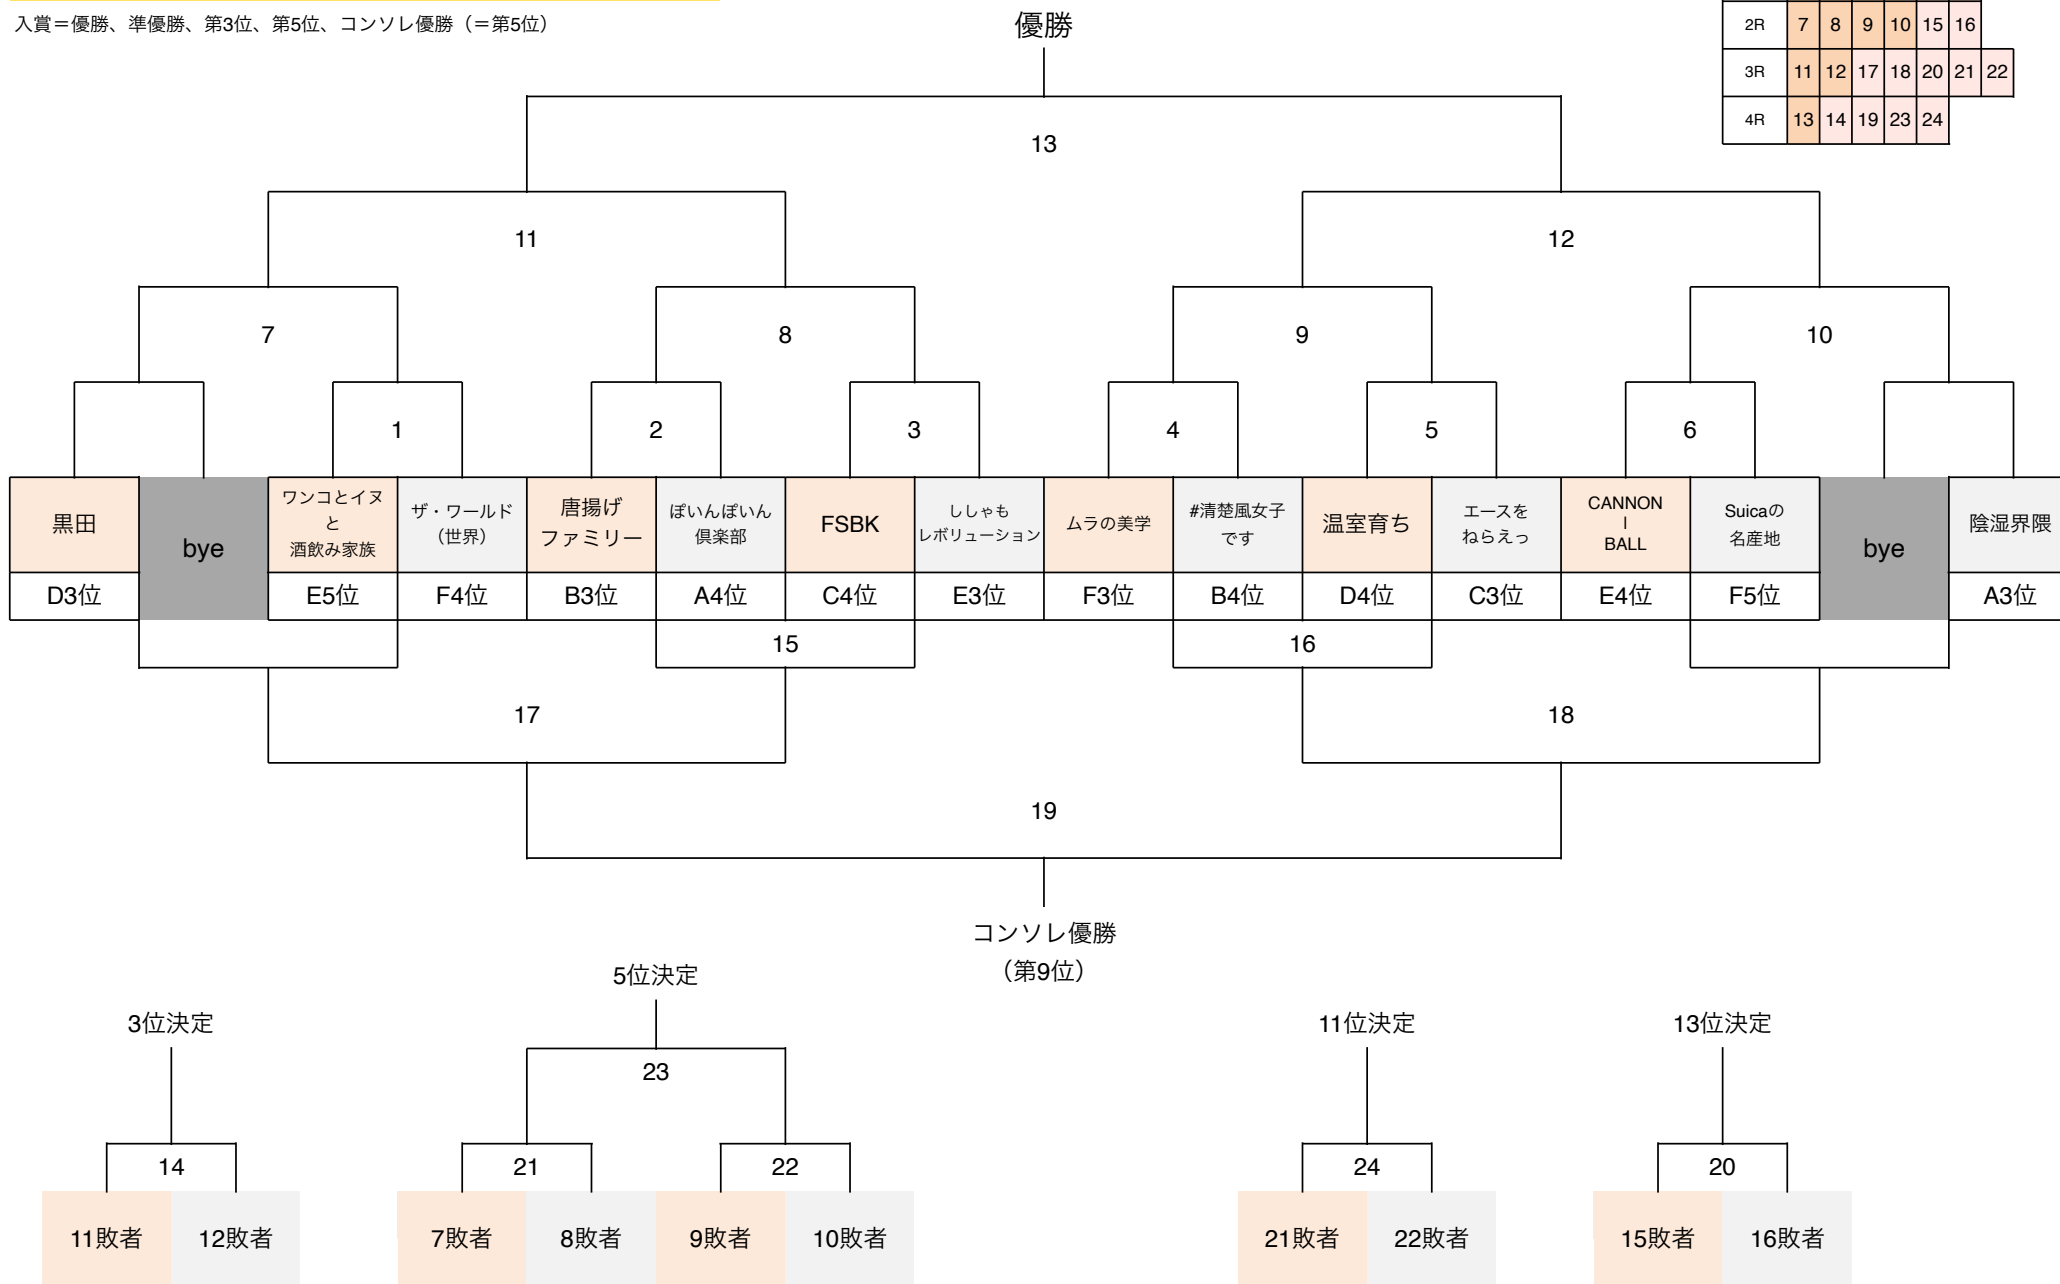 入賞＝優勝、準優勝、第3位、第5位、コンソレ優勝（＝第5位）
優勝
2R 7 8 9 10 15 16
3R 11 12 17 18 20 21 22
4R 13 14 19 23 24
13
11 12
7 8 9 10
1 2 3 4 5 6
黒田
bye
ワンコとイヌ
と
酒飲み家族
ザ・ワールド
（世界）
唐揚げ
ファミリー
ぽいんぽいん
倶楽部
FSBK
ししゃも
レボリューション
ムラの美学
#清楚風女子
です
温室育ち
エースを
ねらえっ
CANNON
|
BALL
Suicaの
名産地
bye
陰湿界隈
D3位 E5位 F4位 B3位 A4位 C4位 E3位 F3位 B4位 D4位 C3位 E4位 F5位 A3位
15 16
17 18
19
コンソレ優勝
（第9位）
3位決定
14
11敗者 12敗者
5位決定
23
21 22
7敗者 8敗者 9敗者 10敗者
11位決定
24
21敗者 22敗者
13位決定
20
15敗者 16敗者